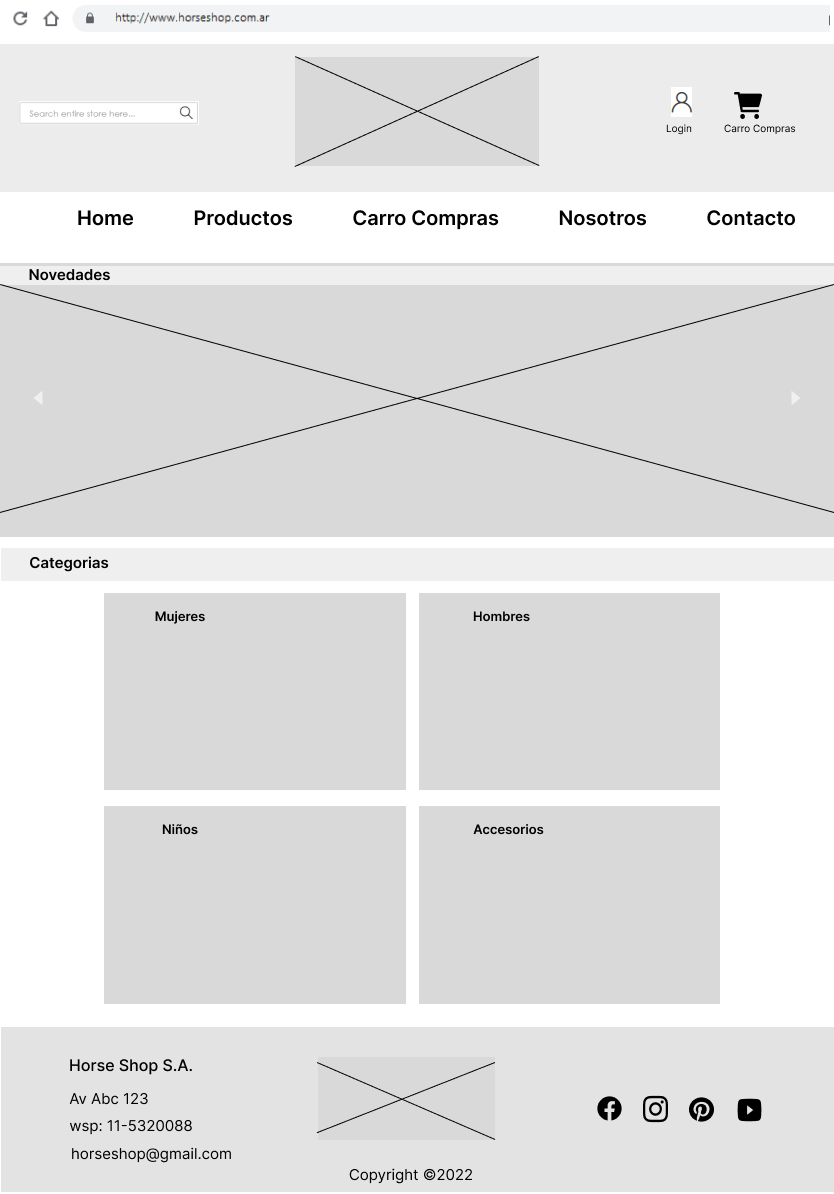 http://www.horseshop.com.ar
Search entire store here...
Login
Carro Compras
Home
Productos
Carro Compras
Nosotros
Contacto
Novedades
Categorias
Mujeres
Hombres
Niños
Accesorios
Horse Shop S.A.
Av Abc 123
wsp: 11-5320088
horseshop@gmail.com
Copyright ©2022